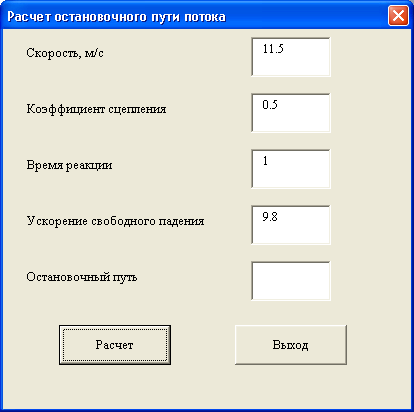 Расчет остановочного пути потока
Скорость, м/с 11.5
Коэффициент сцепления 0.5
Время реакции 1
Ускорение свободного падения 9.8
Остановочный путь
Расчет Выход